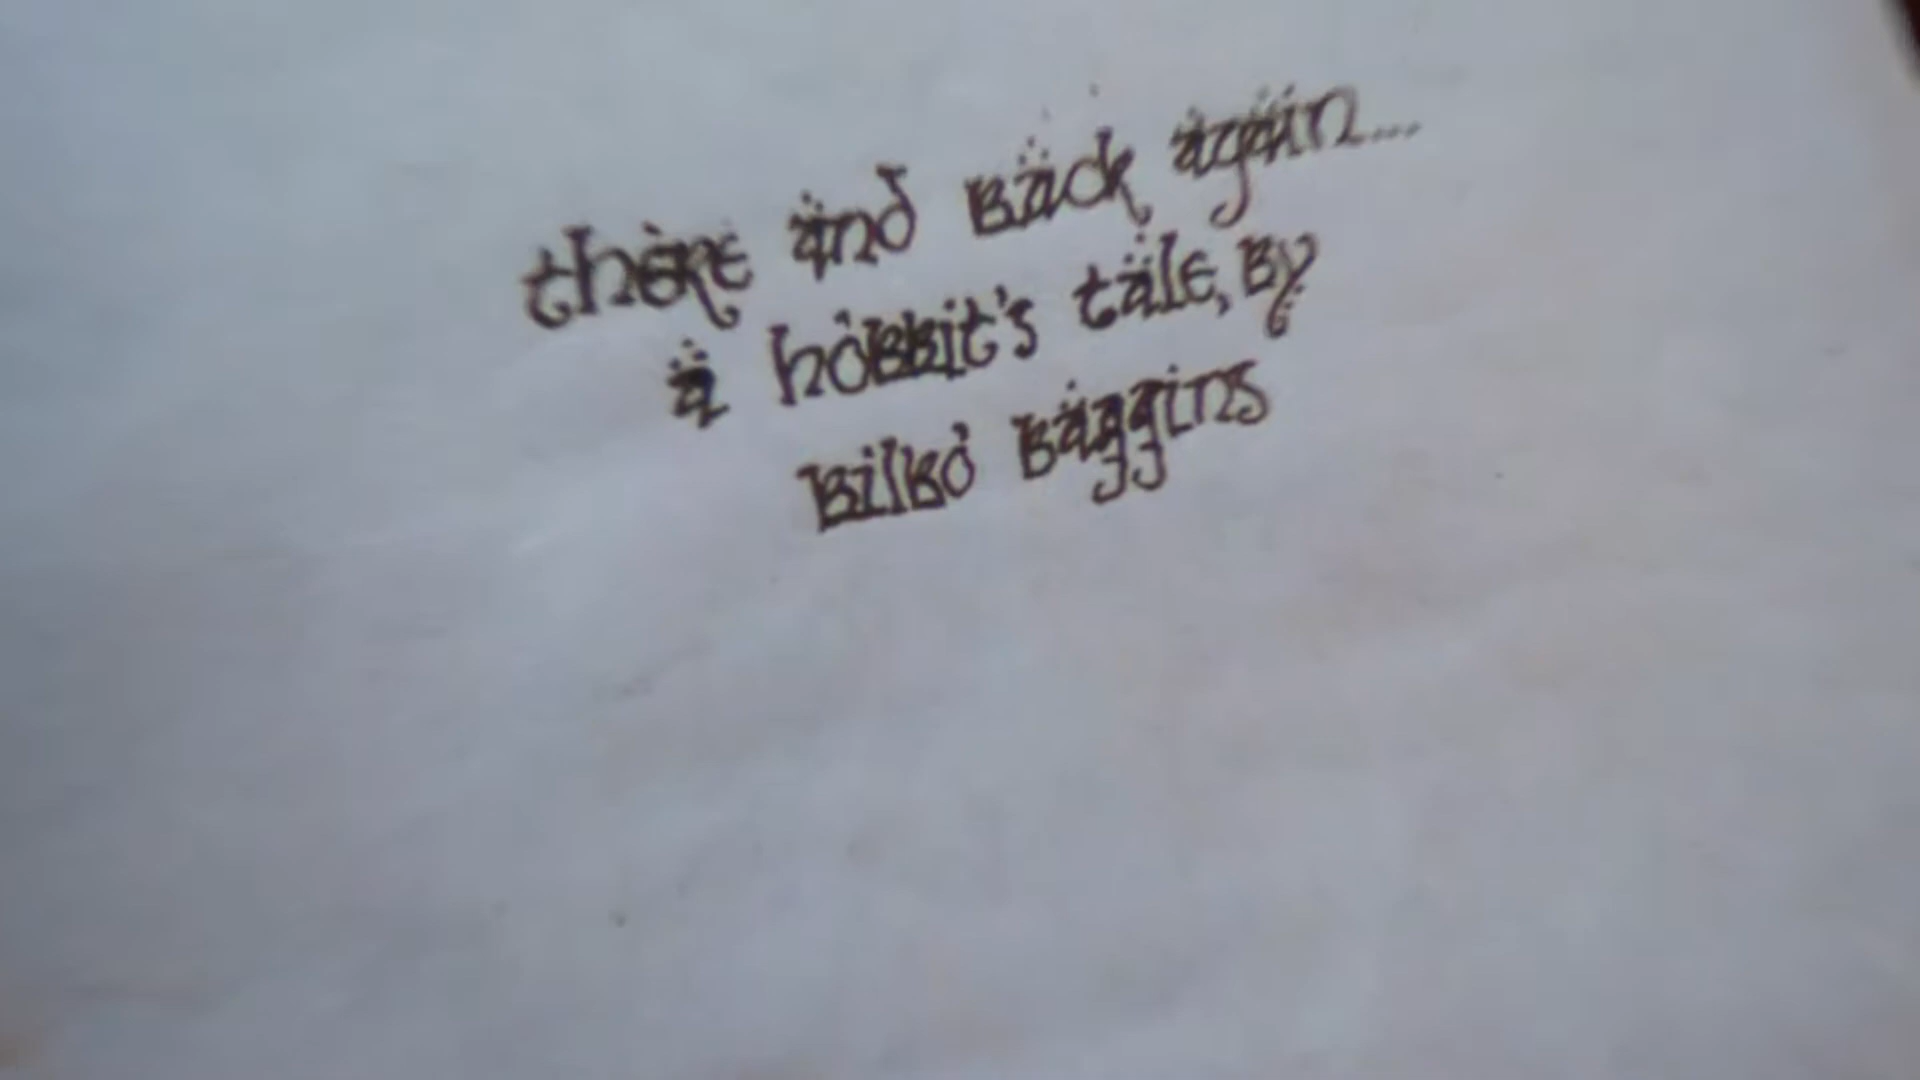 there and back again...
a hobbit's tale, by
bilbo baggins